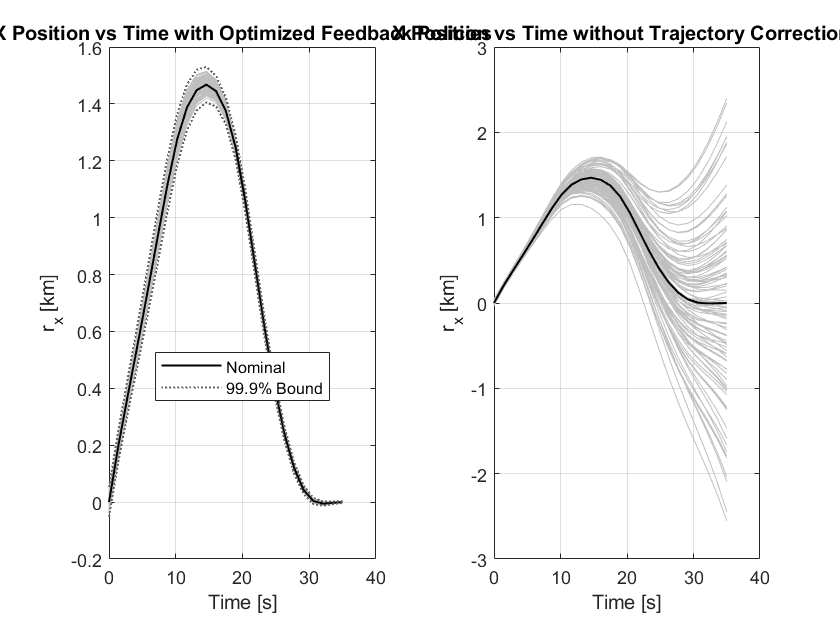 X Position vs Time with Optimized Feedback Policies
X Position vs Time without Trajectory Correction
1.6
1.4
1.2
1
0.8
0.6
0.4
0.2
0
-0.2
r_x [km]
Nominal
99.9% Bound
0 10 20 30 40
Time [s]
3
2
1
0
-1
-2
-3
r_x [km]
0 10 20 30 40
Time [s]